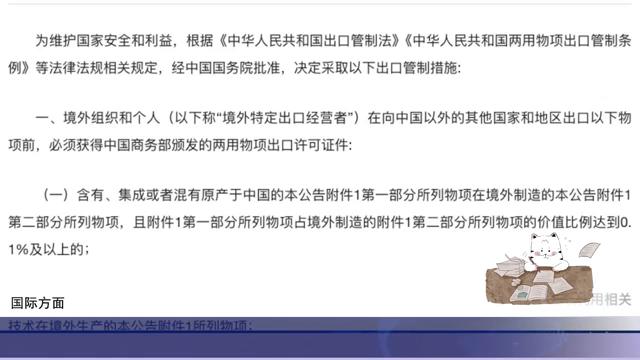 为维护国家安全和利益，根据《中华人民共和国出口管制法》《中华人民共和国两用物项出口管制条
例》等法律法规相关规定，经中国国务院批准，决定采取以下出口管制措施:
一、境外组织和个人（以下称“境外特定出口经营者”）在向中国以外的其他国家和地区出口以下物
项前，必须获得中国商务部颁发的两用物项出口许可证件:
（一）含有、集成或者混有原产于中国的本公告附件1第一部分所列物项在境外制造的本公告附件1
第二部分所列物项，且附件1第一部分所列物项占境外制造的附件1第二部分所列物项的价值比例达到0.
1%及以上的；
用相关
国际方面
技术在境外生产的本公告附件1所列物项；